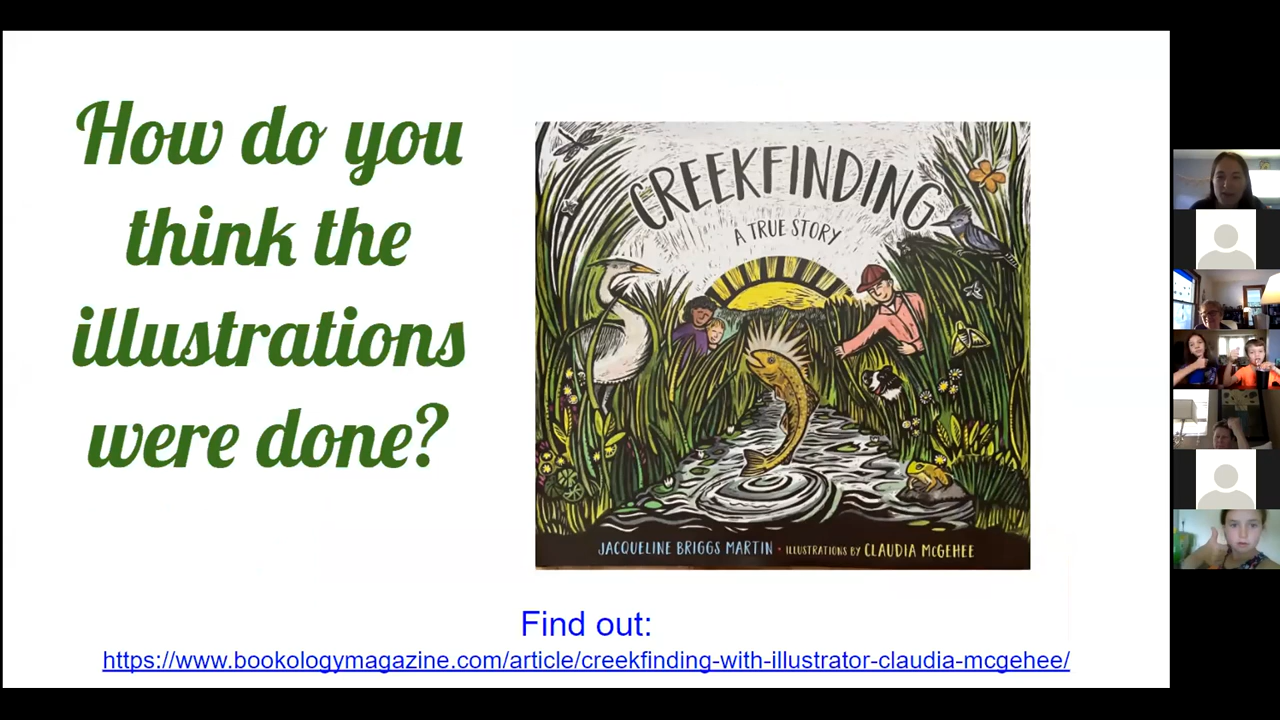 How do you
think the
illustrations
were done?
CREEKFINDING
A TRUE STORY
JACQUELINE BRIGGS MARTIN • ILLUSTRATIONS BY CLAUDIA McGEHEE
Find out:
https://www.bookologymagazine.com/article/creekfinding-with-illustrator-claudia-mcgehee/